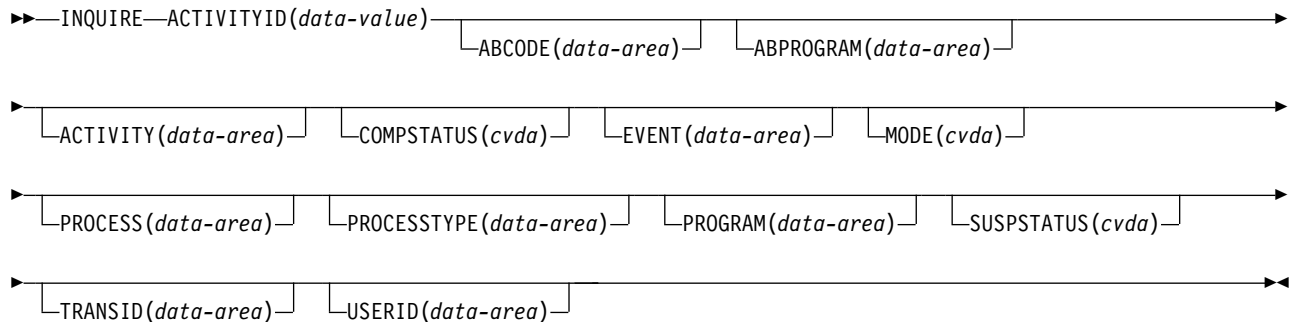 INQUIRE ACTIVITYID(data-value)
ABCODE(data-area) ABPROGRAM(data-area)
ACTIVITY(data-area) COMPSTATUS(cvda) EVENT(data-area) MODE(cvda)
PROCESS(data-area) PROCESSTYPE(data-area) PROGRAM(data-area) SUSPSTATUS(cvda)
TRANSID(data-area) USERID(data-area)